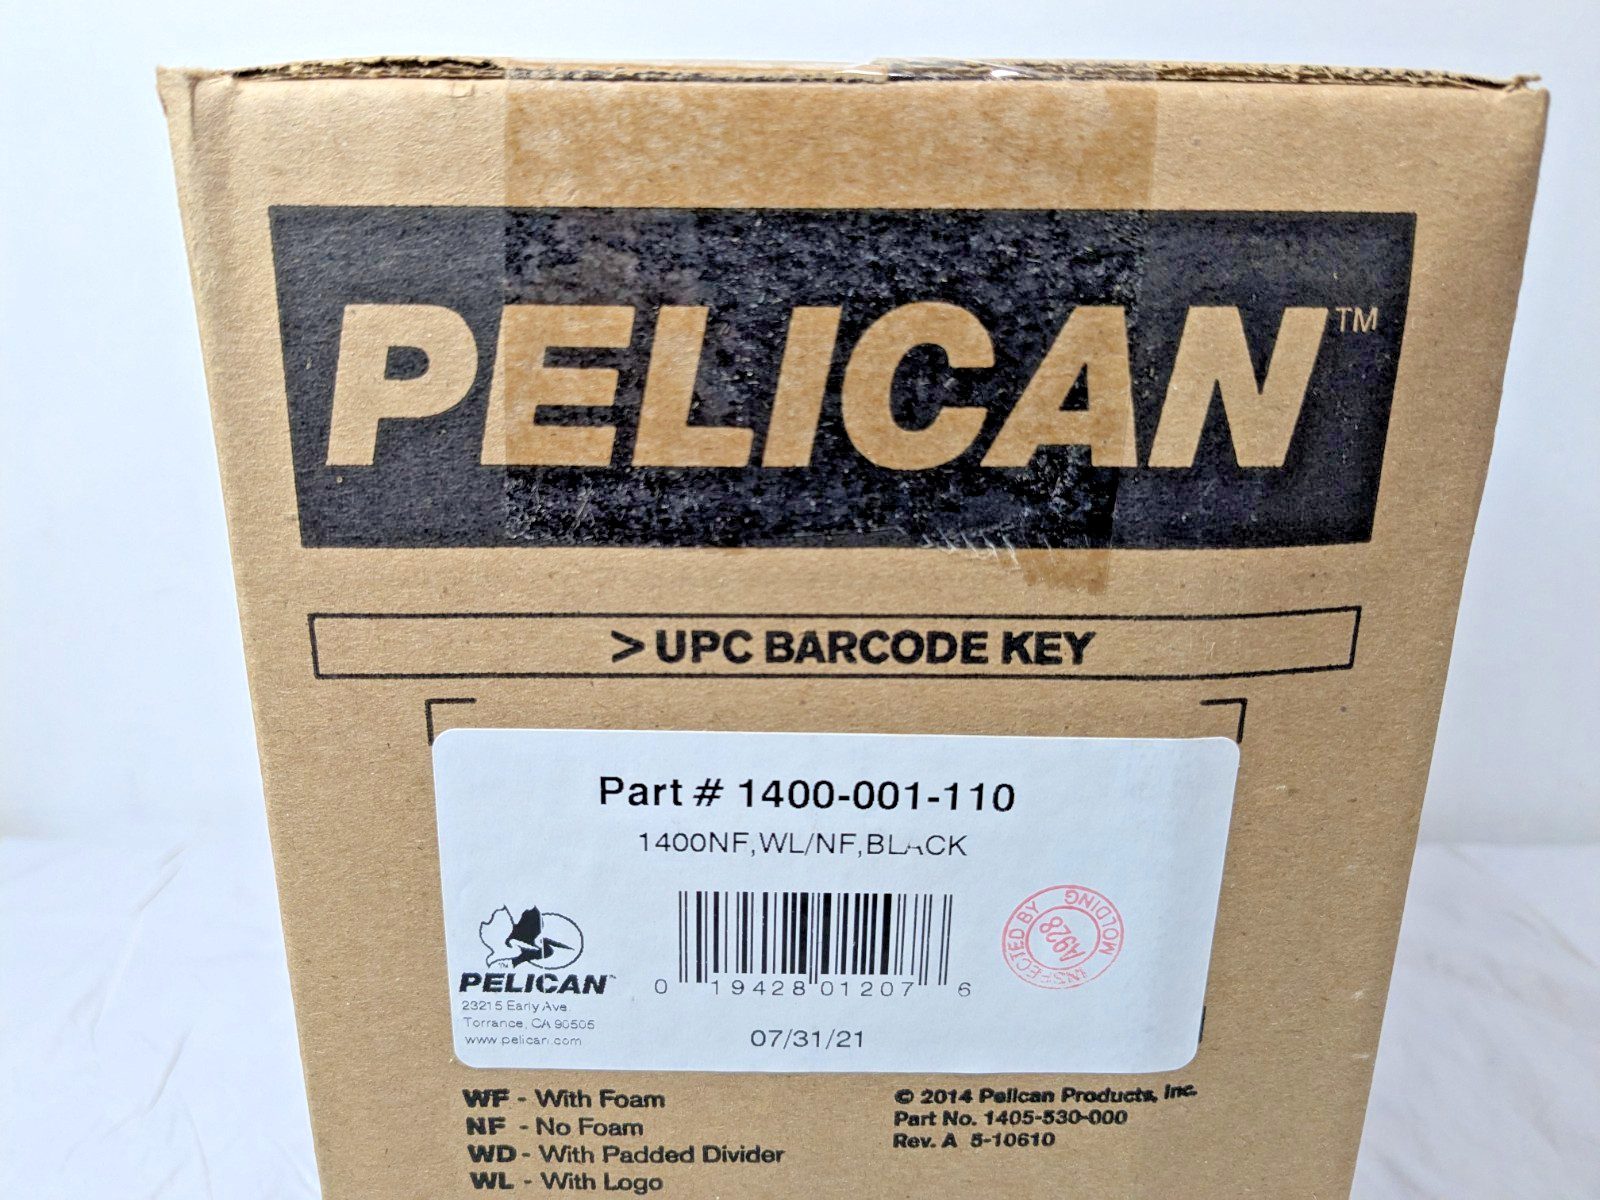 PELICAN™
>UPC BARCODE KEY
Part # 1400-001-110
1400NF,WL/NF,BLACK
PELICAN™
23215 Early Ave.
Torrance, CA 90505
www.pelican.com
0 19428 01207 6
INSPECTED BY
A928
MOLDING
07/31/21
WF - With Foam
NF - No Foam
WD - With Padded Divider
WL - With Logo
© 2014 Pelican Products, Inc.
Part No. 1405-530-000
Rev. A 5-10610